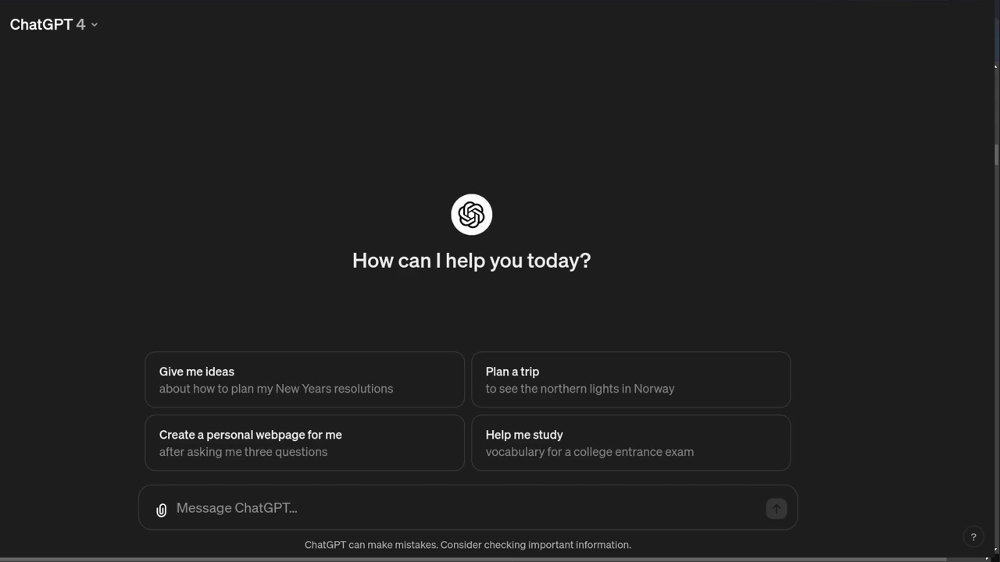 ChatGPT 4
How can I help you today?
Give me ideas
about how to plan my New Years resolutions
Plan a trip
to see the northern lights in Norway
Create a personal webpage for me
after asking me three questions
Help me study
vocabulary for a college entrance exam
Message ChatGPT...
ChatGPT can make mistakes. Consider checking important information.
?